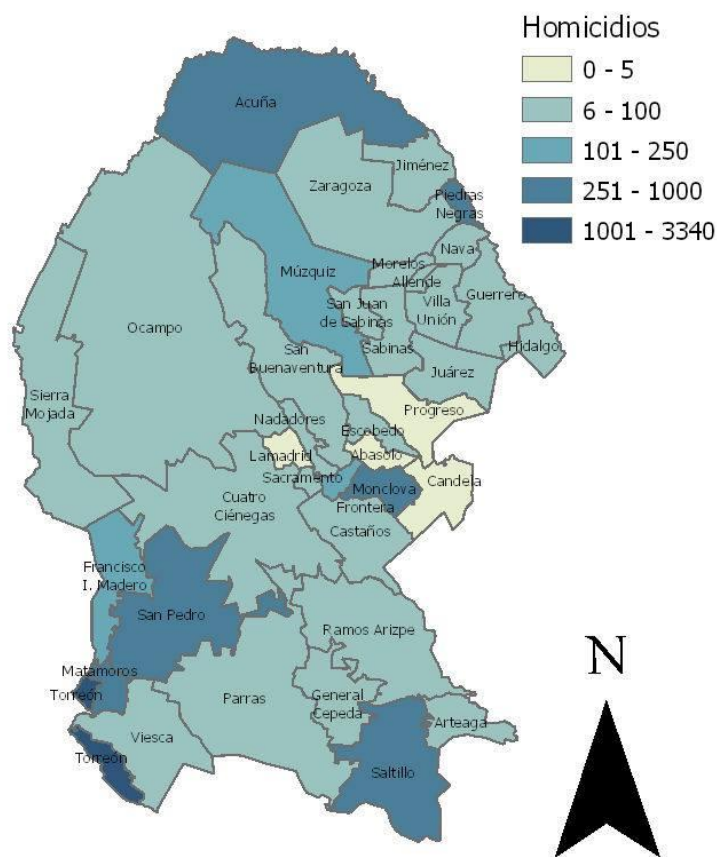 Homicidios
0 - 5
6 - 100
101 - 250
251 - 1000
1001 - 3340
Acuña
Jiménez
Zaragoza
Piedras
Negras
Nava
Morelos
Allende
Múzquiz
Villa
Unión
Guerrero
San Juan
de Sabinas
Ocampo
Sabinas
Hidalgo
San
Buenaventura
Juárez
Sierra
Mojada
Progreso
Nadadores
Escobedo
Lamadrid
Abasolo
Sacramento
Monclova
Candela
Cuatro
Ciénegas
Frontera
Castaños
Francisco
I. Madero
San Pedro
Ramos Arizpe
N
Matamoros
Torreón
Parras
General
Cepeda
Arteaga
Viesca
Torreón
Saltillo